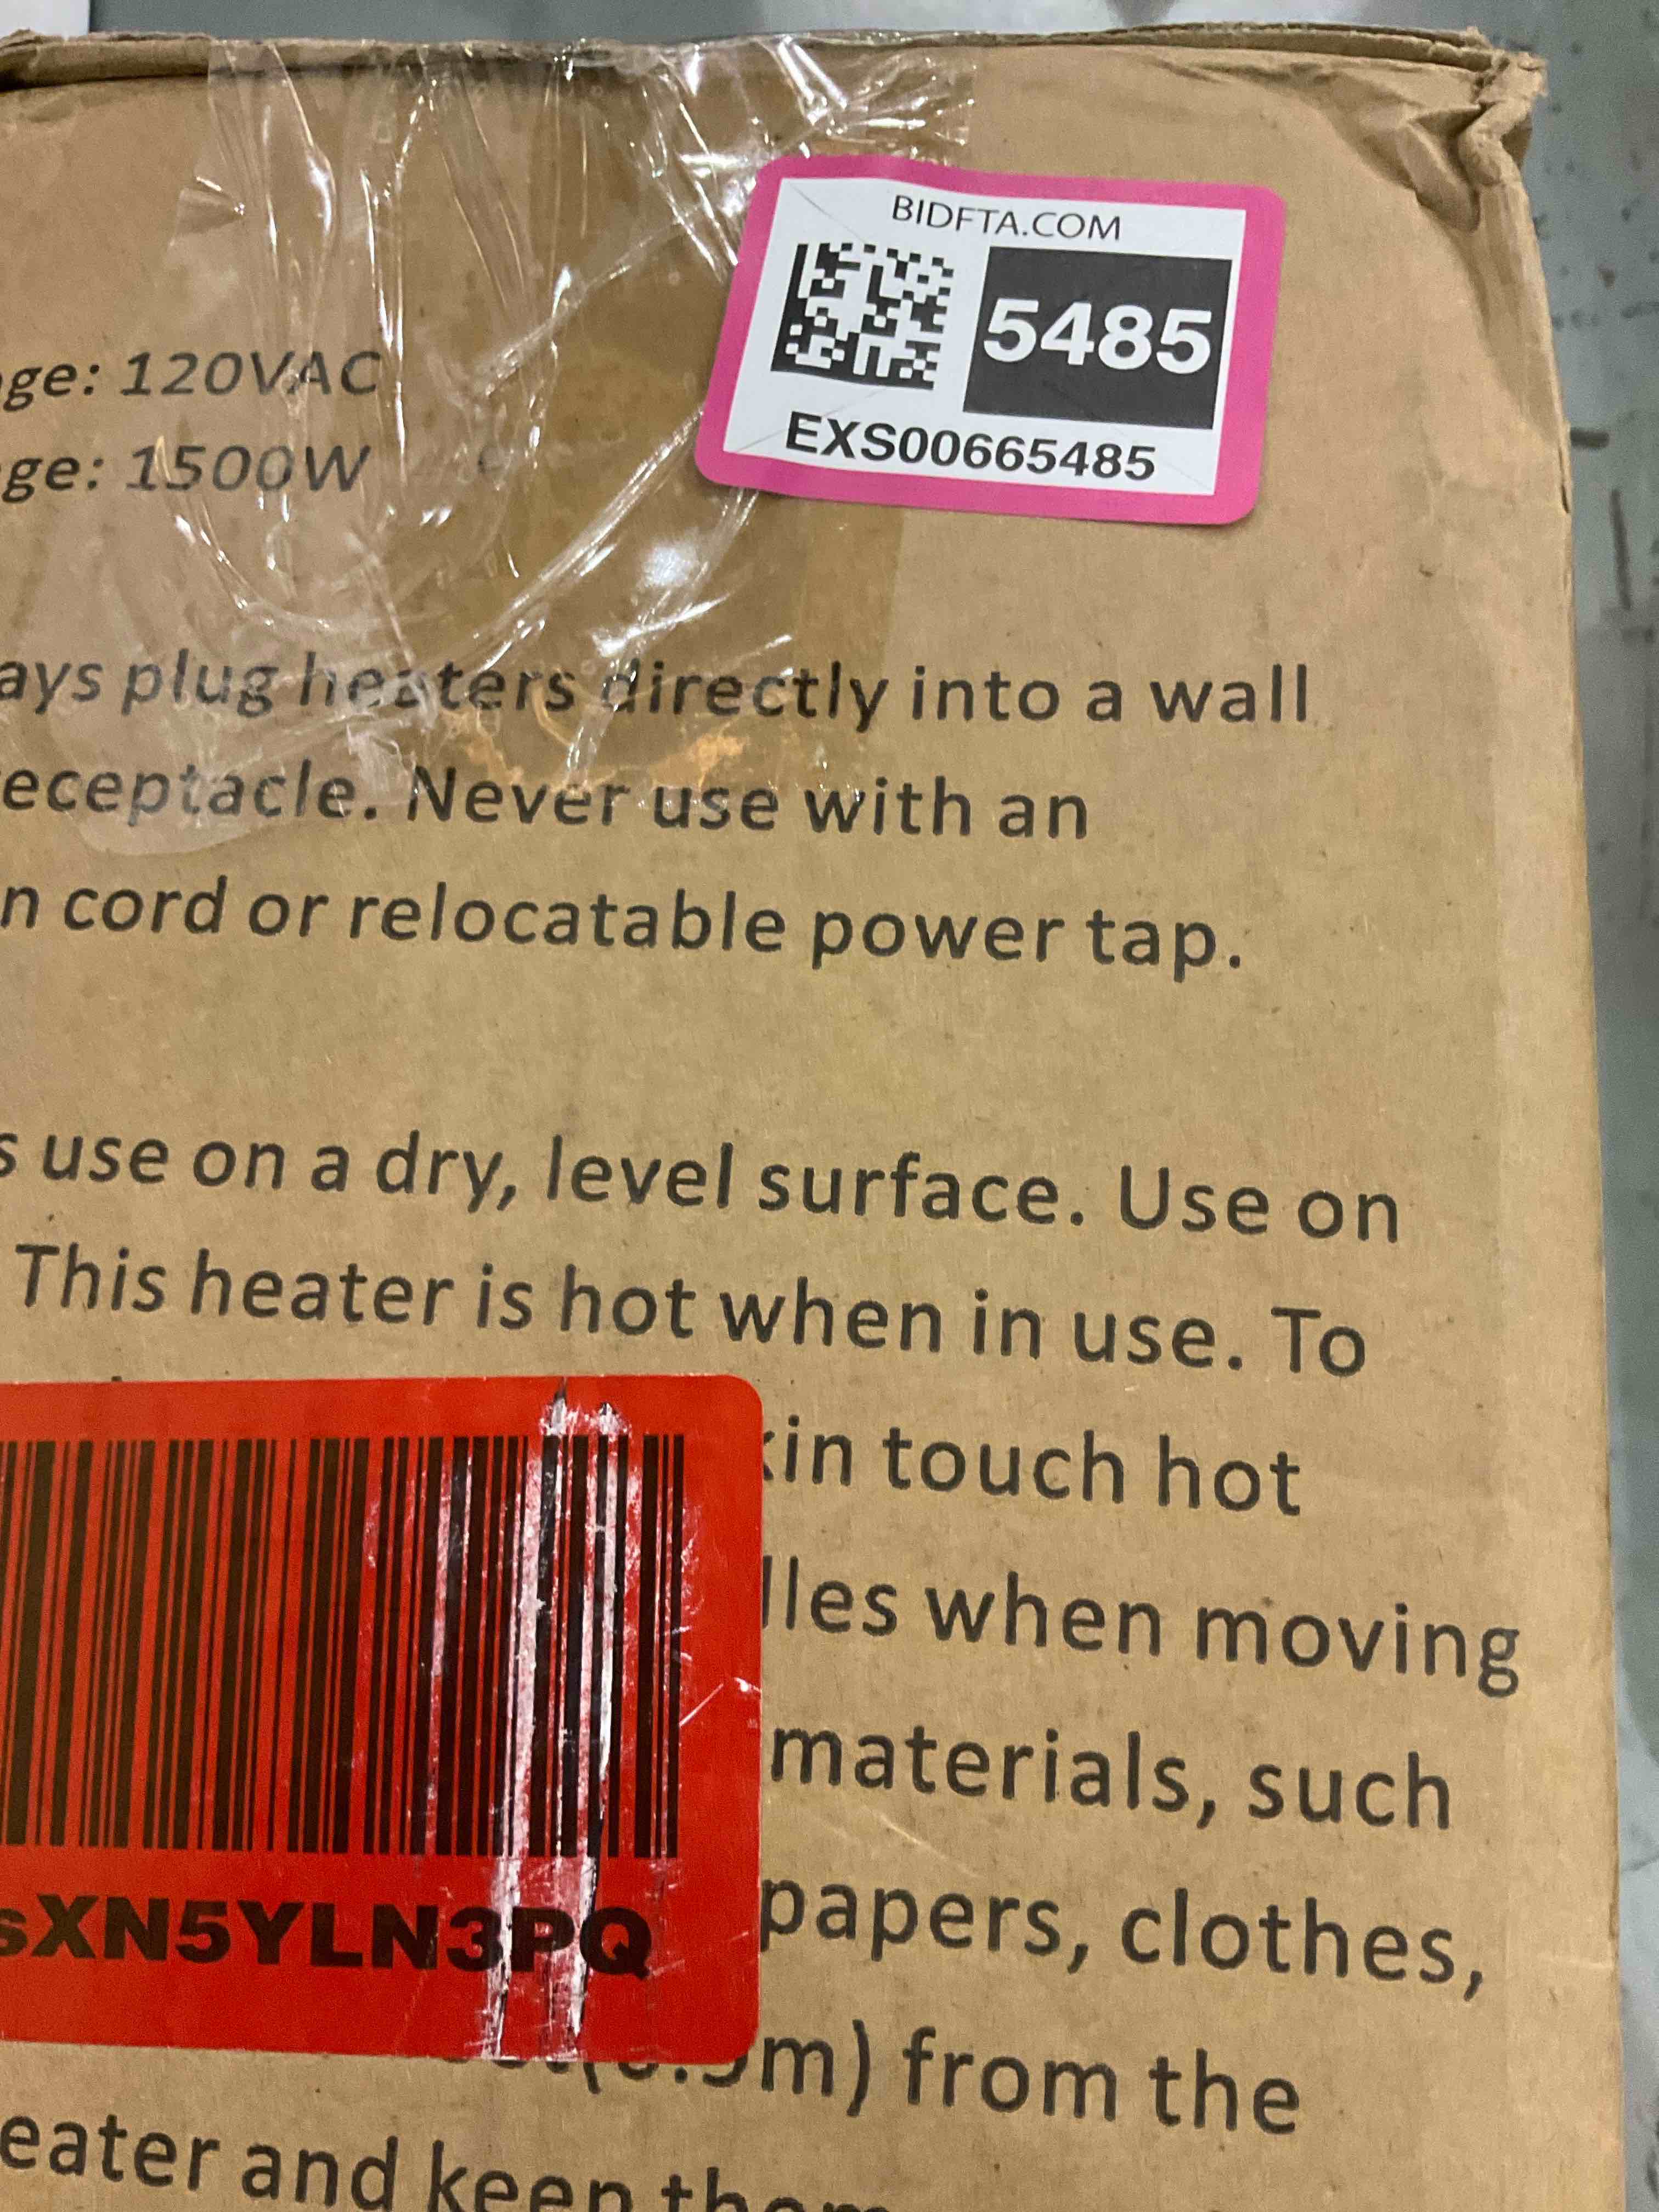 BIDFTA.COM
5485
EXS00665485
ge: 120VAC
ge: 1500W
ays plug heaters directly into a wall
eceptacle. Never use with an
n cord or relocatable power tap.
s use on a dry, level surface. Use on
This heater is hot when in use. To
in touch hot
lles when moving
materials, such
papers, clothes,
sXN5YLN3PQ
m) from the
eater and keep them